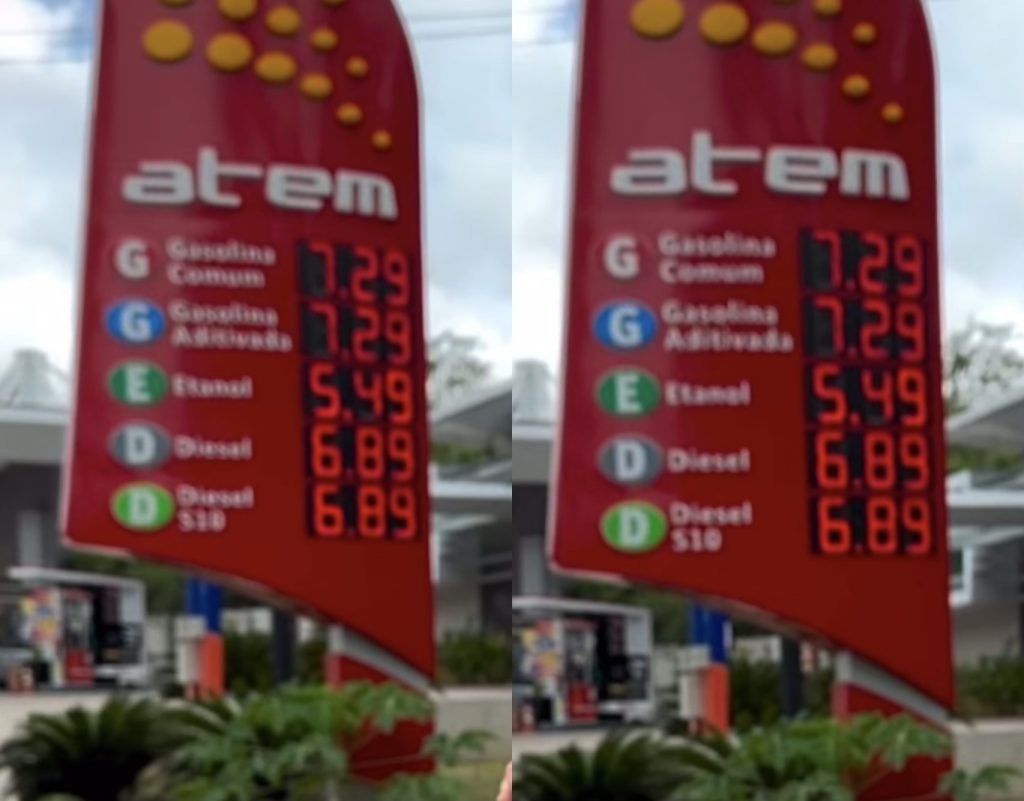 atem
G Gasolina Comum 7.29
G Gasolina Aditivada 7.29
E Etanol 5.49
D Diesel 6.89
D Diesel S10 6.89
atem
G Gasolina Comum 7.29
G Gasolina Aditivada 7.29
E Etanol 5.49
D Diesel 6.89
D Diesel S10 6.89